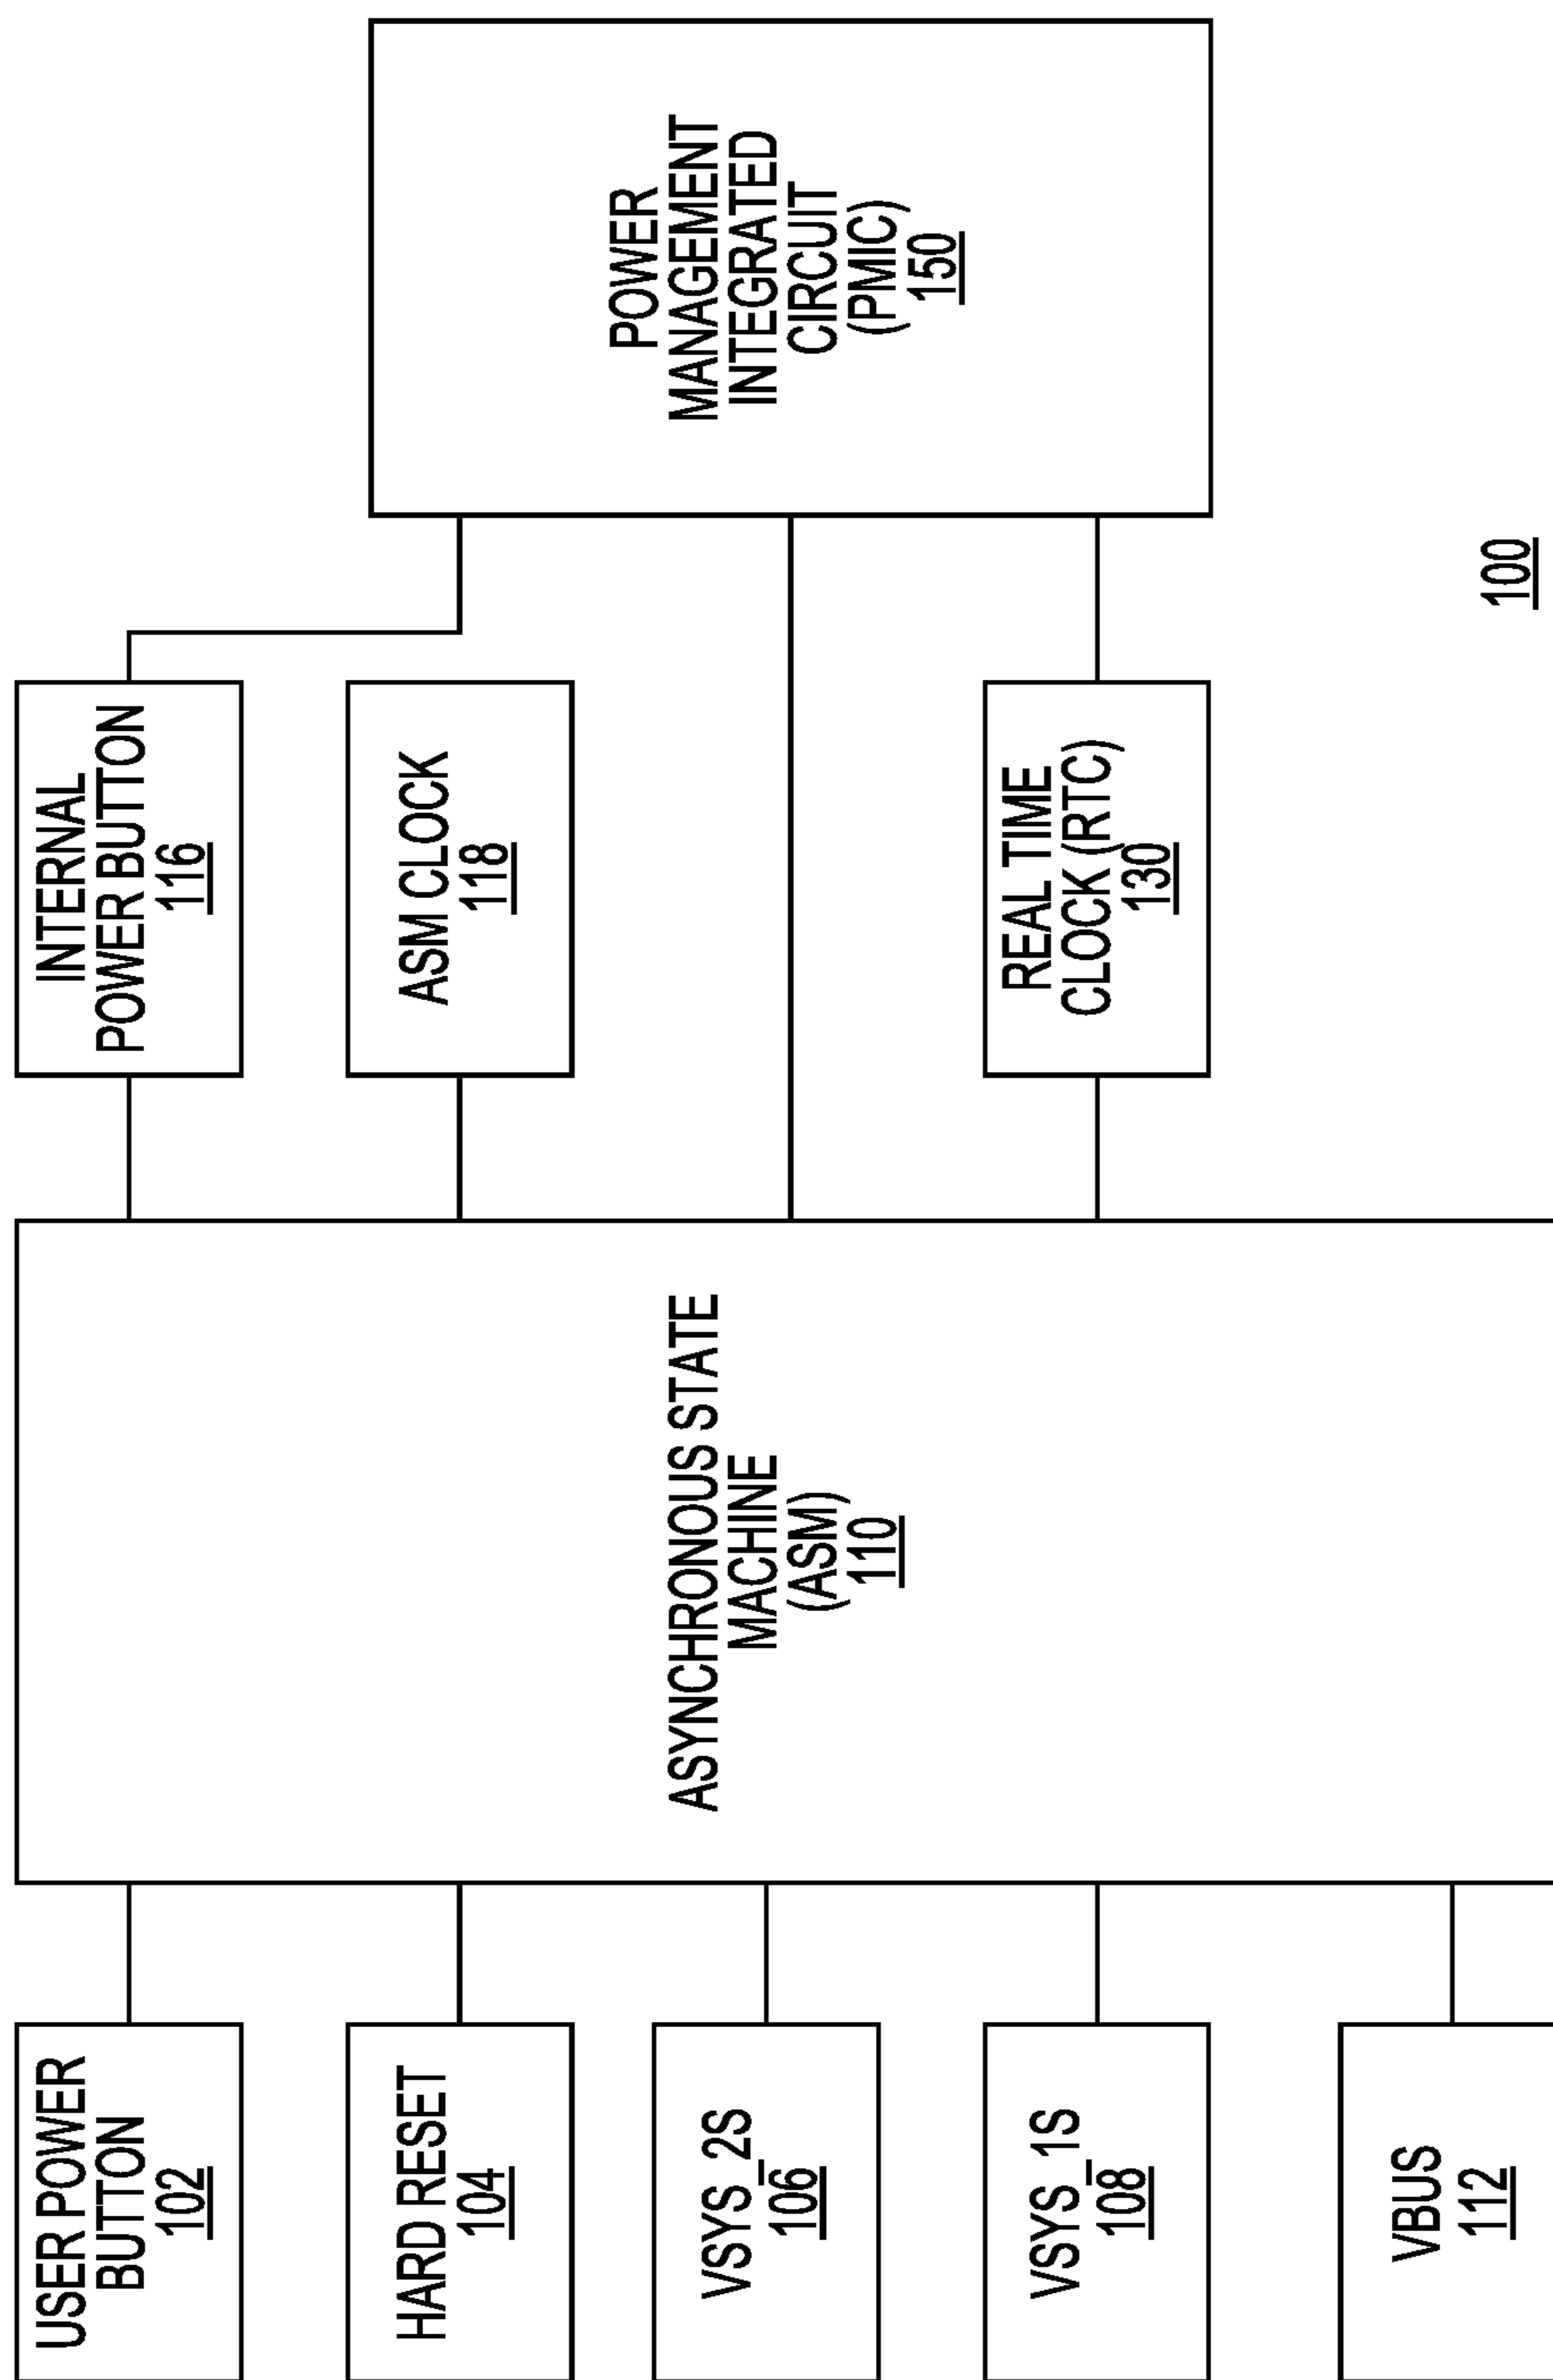 USER POWER
BUTTON
102
HARD RESET
104
VSYS_2S
106
VSYS_1S
108
VBUS
112
ASYNCHRONOUS STATE
MACHINE
(ASM)
110
INTERNAL
POWER BUTTON
116
ASM CLOCK
118
REAL TIME
CLOCK (RTC)
130
POWER
MANAGEMENT
INTEGRATED
CIRCUIT
(PMIC)
150
100